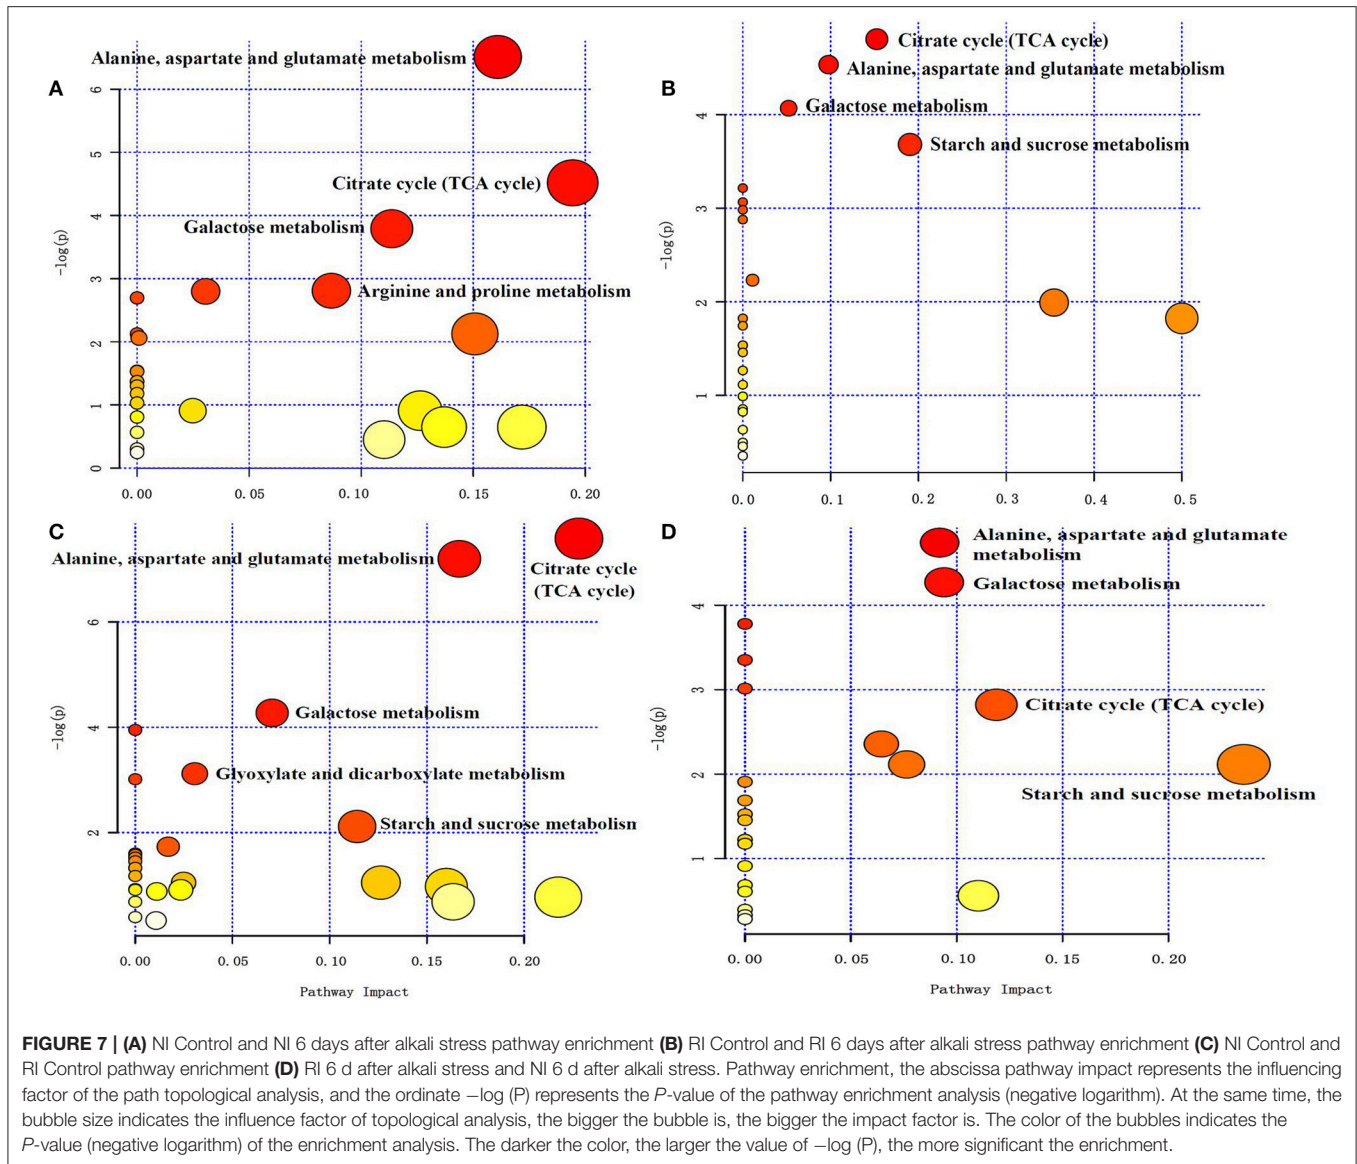 Alanine, aspartate and glutamate metabolism
(A)
6
Citrate cycle (TCA cycle)
5
Galactose metabolism
4
Arginine and proline metabolism
3
2
1
0
-log(p)
0.00 0.05 0.10 0.15 0.20
Citrate cycle (TCA cycle)
Alanine, aspartate and glutamate metabolism
(B)
Galactose metabolism
4
Starch and sucrose metabolism
3
2
1
-log(p)
0.0 0.1 0.2 0.3 0.4 0.5
(C)
Alanine, aspartate and glutamate metabolism
Citrate cycle
(TCA cycle)
6
Galactose metabolism
4
Glyoxylate and dicarboxylate metabolism
Starch and sucrose metabolism
2
-log(p)
0.00 0.05 0.10 0.15 0.20
Pathway Impact
(D)
Alanine, aspartate and glutamate
metabolism
Galactose metabolism
4
3
Citrate cycle (TCA cycle)
2
Starch and sucrose metabolism
1
-log(p)
0.00 0.05 0.10 0.15 0.20
Pathway Impact
FIGURE 7 | (A) NI Control and NI 6 days after alkali stress pathway enrichment (B) RI Control and RI 6 days after alkali stress pathway enrichment (C) NI Control and
RI Control pathway enrichment (D) RI 6 d after alkali stress and NI 6 d after alkali stress. Pathway enrichment, the abscissa pathway impact represents the influencing
factor of the path topological analysis, and the ordinate −log (P) represents the P-value of the pathway enrichment analysis (negative logarithm). At the same time, the
bubble size indicates the influence factor of topological analysis, the bigger the bubble is, the bigger the impact factor is. The color of the bubbles indicates the
P-value (negative logarithm) of the enrichment analysis. The darker the color, the larger the value of −log (P), the more significant the enrichment.